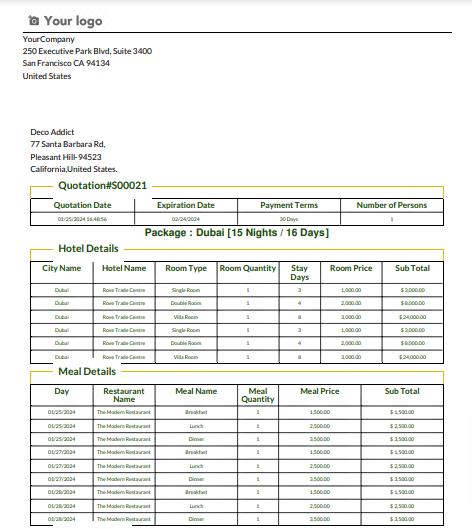 Your logo
YourCompany
250 Executive Park Blvd, Suite 3400
San Francisco CA 94134
United States
Deco Addict
77 Santa Barbara Rd,
Pleasant Hill-94523
California,United States.
Quotation#S00021
Quotation Date Expiration Date Payment Terms Number of Persons
01/25/2024 16:48:56 02/24/2024 30 Days 1
Package : Dubai [15 Nights / 16 Days]
Hotel Details
City Name Hotel Name Room Type Room Quantity Stay Days Room Price Sub Total
Dubai Rove Trade Centre Single Room 1 3 1,000.00 $ 3,000.00
Dubai Rove Trade Centre Double Room 1 4 2,000.00 $ 8,000.00
Dubai Rove Trade Centre Villa Room 1 8 3,000.00 $ 24,000.00
Dubai Rove Trade Centre Single Room 1 3 1,000.00 $ 3,000.00
Dubai Rove Trade Centre Double Room 1 4 2,000.00 $ 8,000.00
Dubai Rove Trade Centre Villa Room 1 8 3,000.00 $ 24,000.00
Meal Details
Day Restaurant Name Meal Name Meal Quantity Meal Price Sub Total
01/25/2024 The Modern Restaurant Breakfast 1 1,500.00 $ 1,500.00
01/25/2024 The Modern Restaurant Lunch 1 2,500.00 $ 2,500.00
01/25/2024 The Modern Restaurant Dinner 1 3,500.00 $ 3,500.00
01/27/2024 The Modern Restaurant Breakfast 1 1,500.00 $ 1,500.00
01/27/2024 The Modern Restaurant Lunch 1 2,500.00 $ 2,500.00
01/27/2024 The Modern Restaurant Dinner 1 3,500.00 $ 3,500.00
01/28/2024 The Modern Restaurant Breakfast 1 1,500.00 $ 1,500.00
01/28/2024 The Modern Restaurant Lunch 1 2,500.00 $ 2,500.00
01/28/2024 The Modern Restaurant Dinner 1 3,500.00 $ 3,500.00